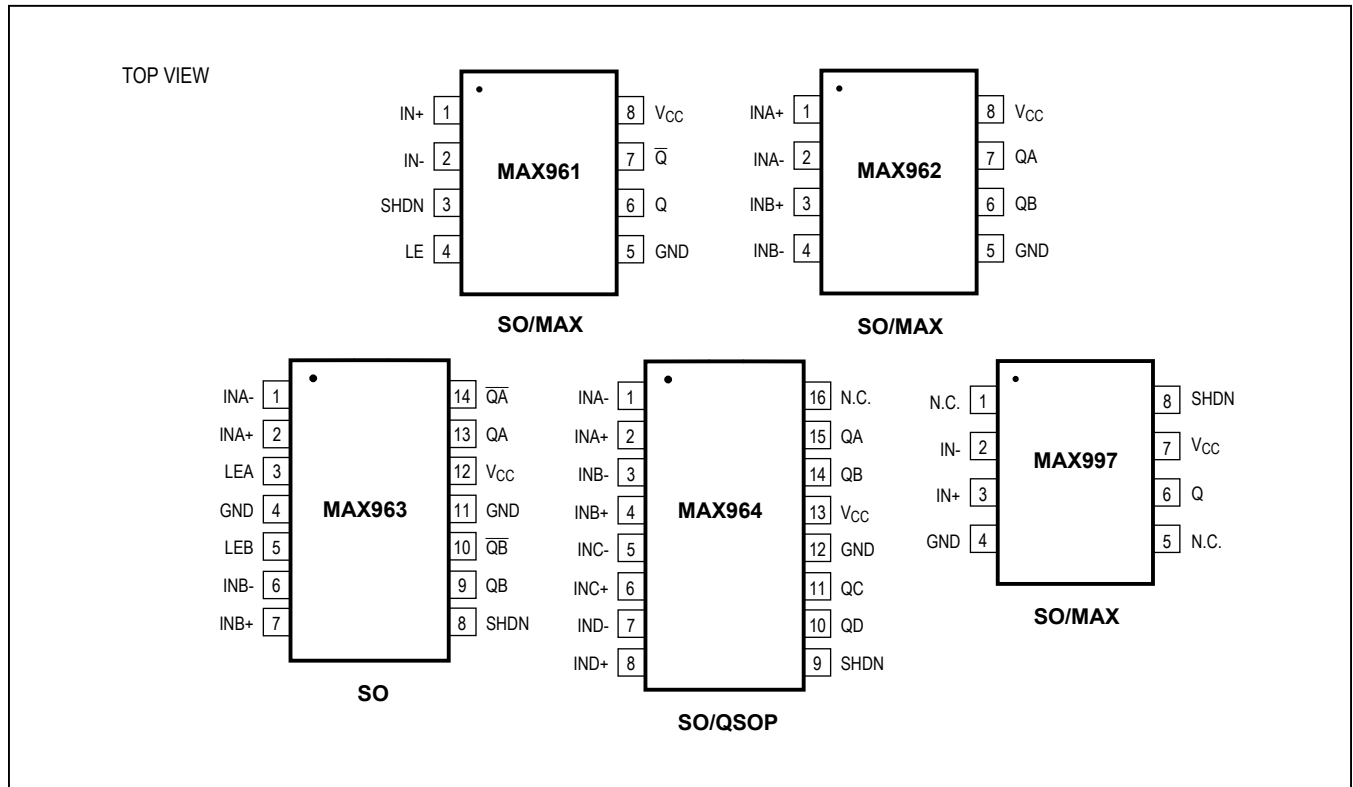 TOP VIEW
IN+ 1 8 VCC
IN- 2 7 Q̅
SHDN 3 6 Q
LE 4 5 GND
MAX961
SO/MAX
INA+ 1 8 VCC
INA- 2 7 QA
INB+ 3 6 QB
INB- 4 5 GND
MAX962
SO/MAX
INA- 1 14 Q̅A̅
INA+ 2 13 QA
LEA 3 12 VCC
GND 4 11 GND
LEB 5 10 Q̅B̅
INB- 6 9 QB
INB+ 7 8 SHDN
MAX963
SO
INA- 1 16 N.C.
INA+ 2 15 QA
INB- 3 14 QB
INB+ 4 13 VCC
INC- 5 12 GND
INC+ 6 11 QC
IND- 7 10 QD
IND+ 8 9 SHDN
MAX964
SO/QSOP
N.C. 1 8 SHDN
IN- 2 7 VCC
IN+ 3 6 Q
GND 4 5 N.C.
MAX997
SO/MAX